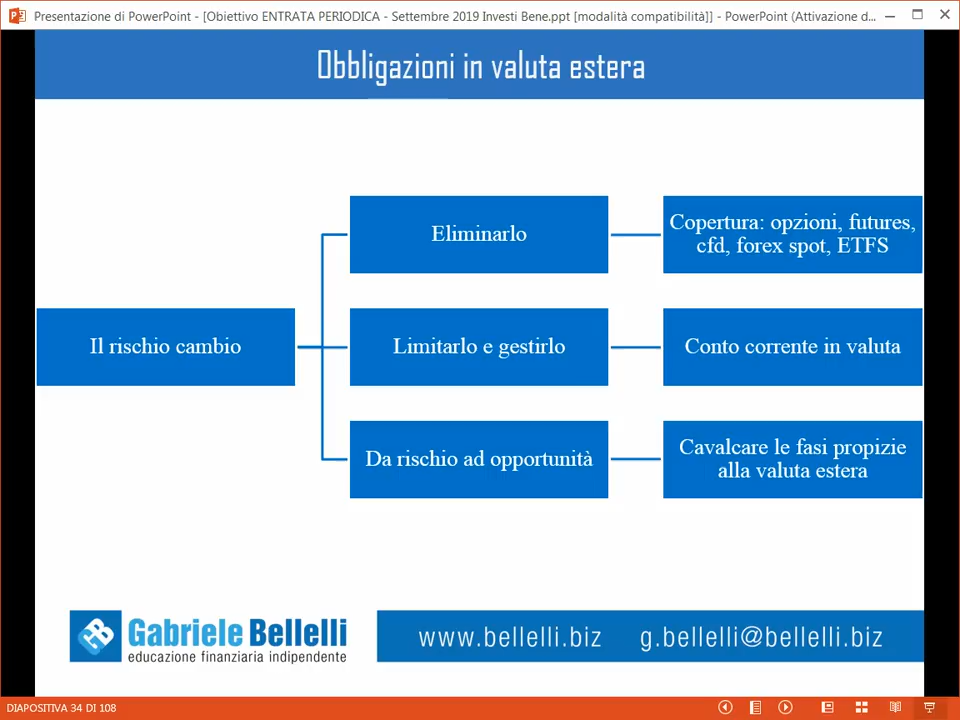 Presentazione di PowerPoint - [Obiettivo ENTRATA PERIODICA - Settembre 2019 Investi Bene.ppt [modalità compatibilità]] - PowerPoint (Attivazione d...
Obbligazioni in valuta estera
Il rischio cambio
Eliminarlo
Copertura: opzioni, futures,
cfd, forex spot, ETFS
Limitarlo e gestirlo
Conto corrente in valuta
Da rischio ad opportunità
Cavalcare le fasi propizie
alla valuta estera
Gabriele Bellelli
educazione finanziaria indipendente
www.bellelli.biz g.bellelli@bellelli.biz
DIAPOSITIVA 34 DI 108